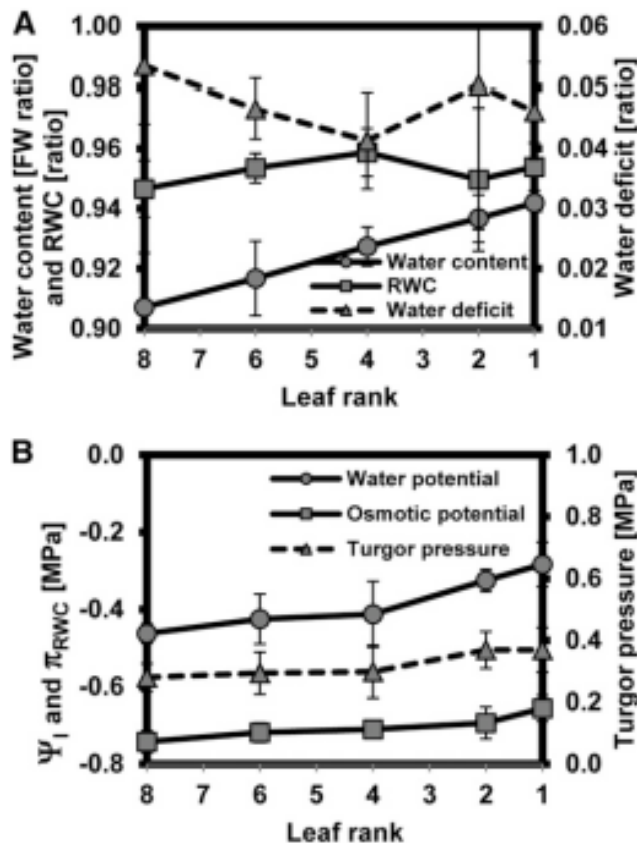 A
Water content [FW ratio]
and RWC [ratio]
1.00
0.98
0.96
0.94
0.92
0.90
0.06
0.05
0.04
0.03
0.02
0.01
Water deficit [ratio]
Water content
RWC
Water deficit
8 7 6 5 4 3 2 1
Leaf rank
B
Ψl and πRWC [MPa]
0.0
-0.2
-0.4
-0.6
-0.8
1.0
0.8
0.6
0.4
0.2
0.0
Turgor pressure [MPa]
Water potential
Osmotic potential
Turgor pressure
8 7 6 5 4 3 2 1
Leaf rank